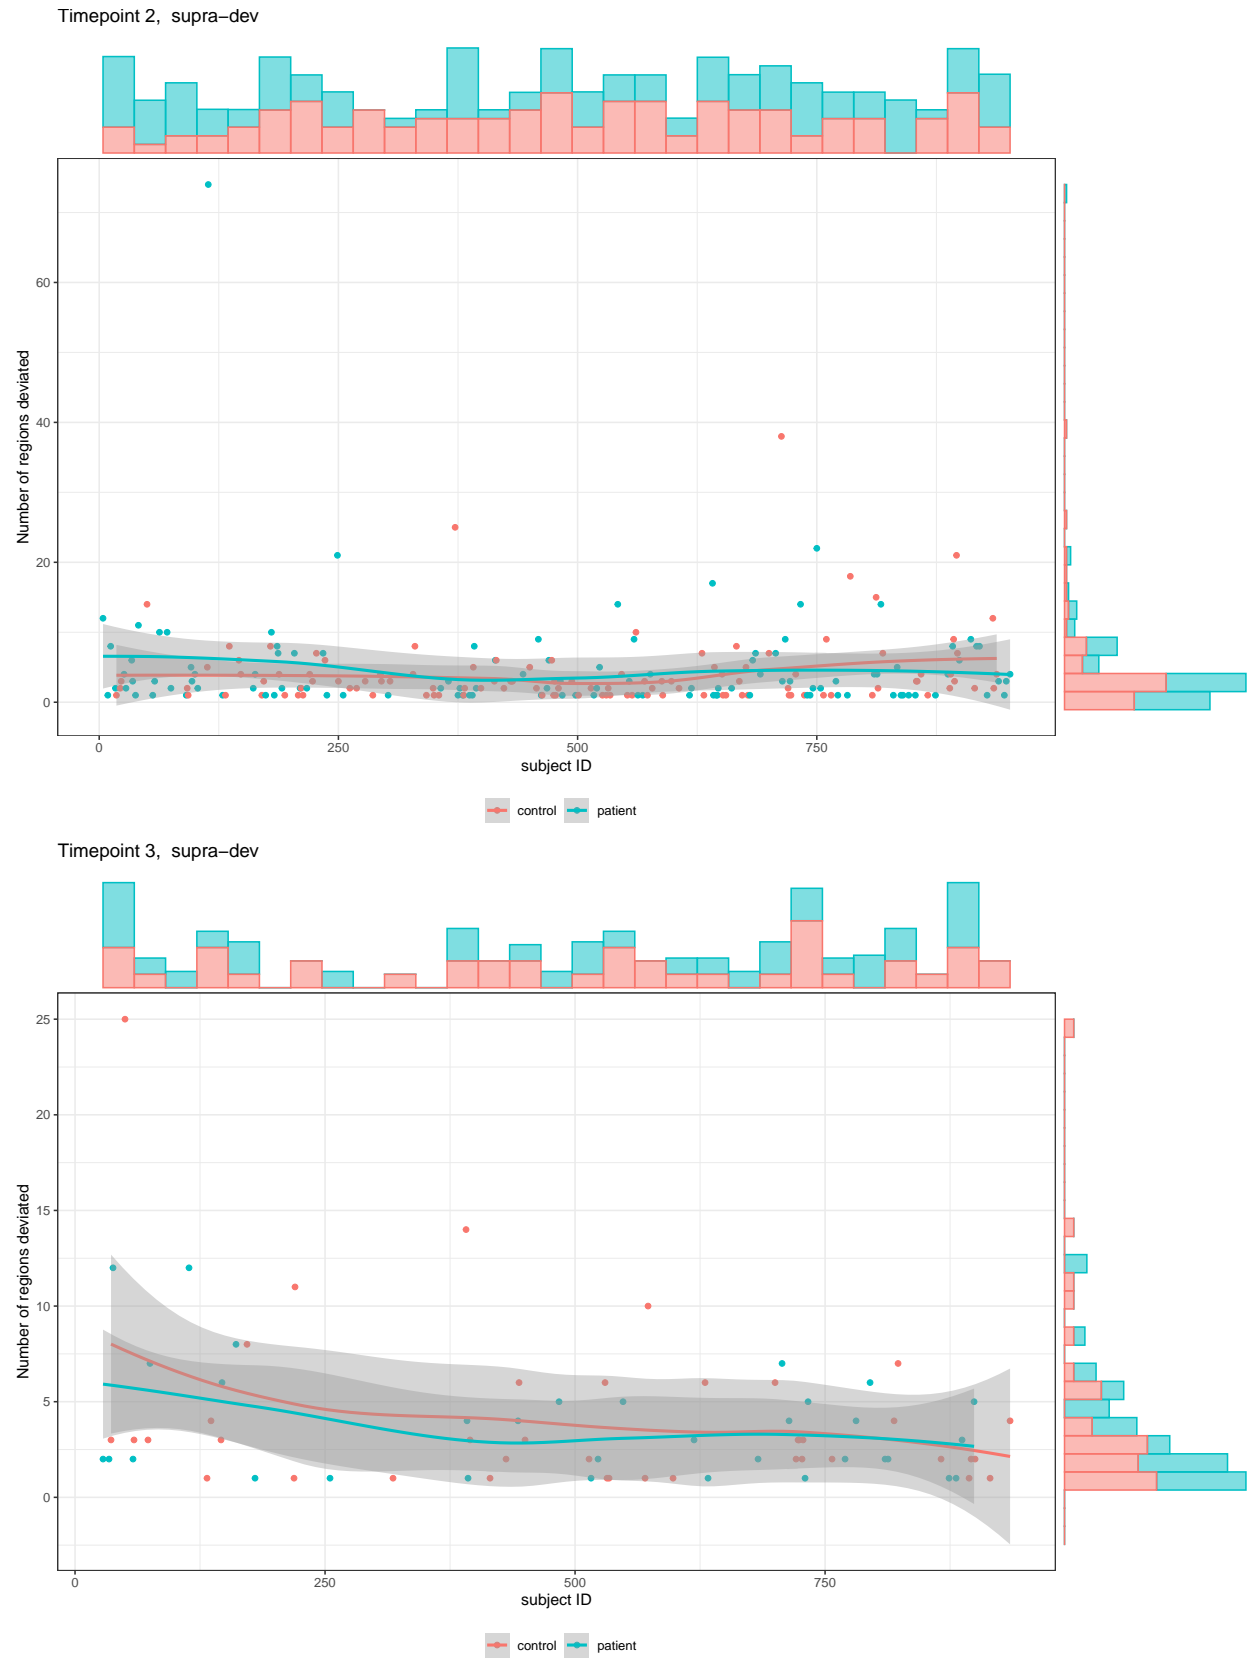 Timepoint 2,  supra−dev
60
40
20
0
Number of regions deviated
0 250 500 750
subject ID
control patient
Timepoint 3,  supra−dev
25
20
15
10
5
0
Number of regions deviated
0 250 500 750
subject ID
control patient